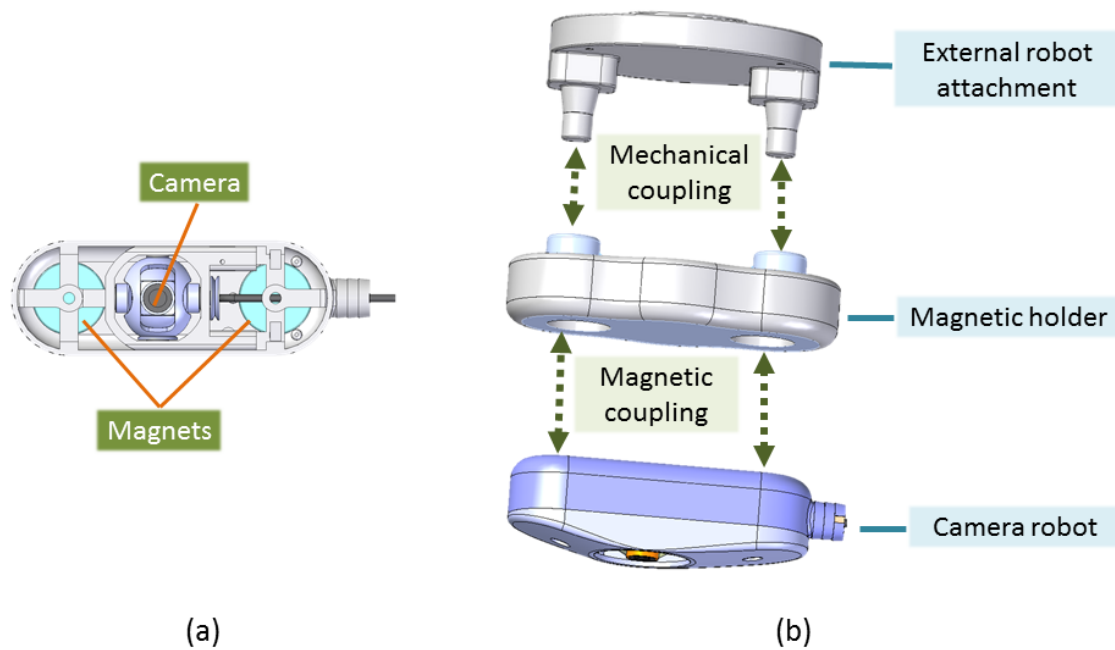 Camera
Magnets
(a)
External robot
attachment
Mechanical
coupling
Magnetic holder
Magnetic
coupling
Camera robot
(b)